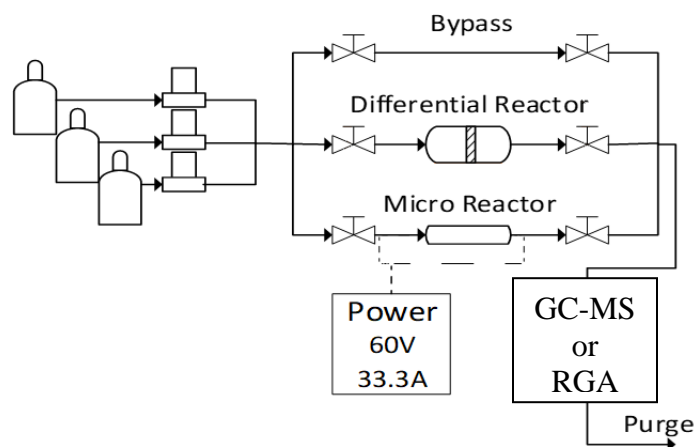 Bypass
Differential Reactor
Micro Reactor
Power
60V
33.3A
GC-MS
or
RGA
Purge